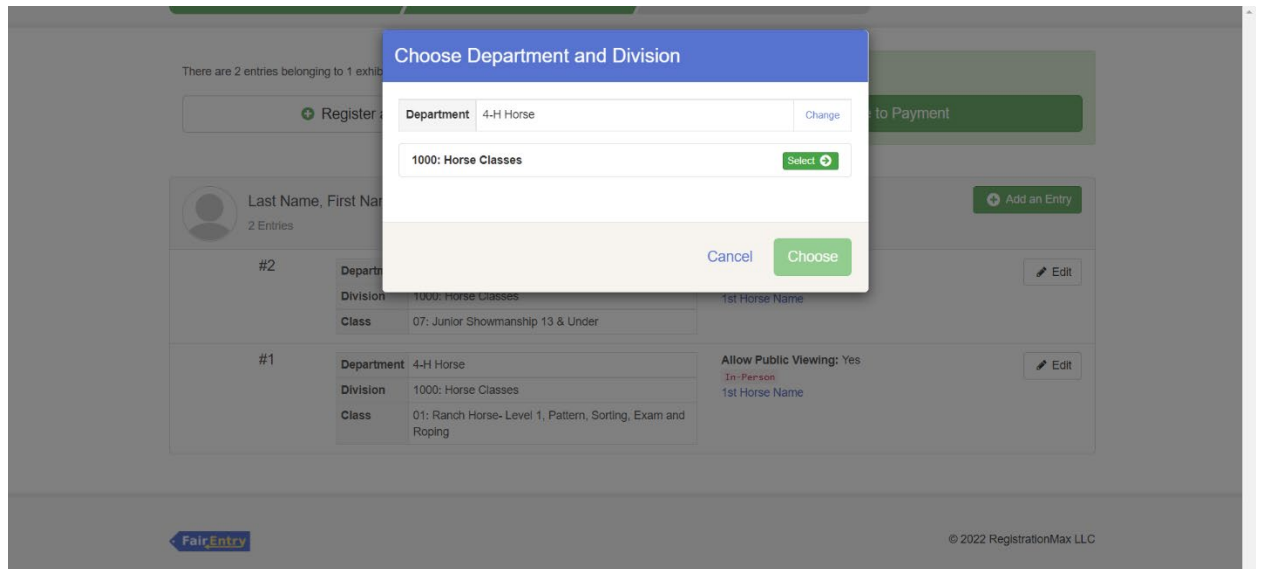 Choose Department and Division
There are 2 entries belonging to 1 exhib
Department 4-H Horse Change
Register to Payment
1000: Horse Classes Select
Last Name, First Nar
2 Entries
Add an Entry
Cancel Choose
#2
Departn
Edit
Division 1000: Horse Classes
1st Horse Name
Class 07: Junior Showmanship 13 & Under
#1
Department 4-H Horse
Allow Public Viewing: Yes
Edit
In-Person
Division 1000: Horse Classes
1st Horse Name
Class 01: Ranch Horse- Level 1, Pattern, Sorting, Exam and
Roping
FairEntry
© 2022 RegistrationMax LLC